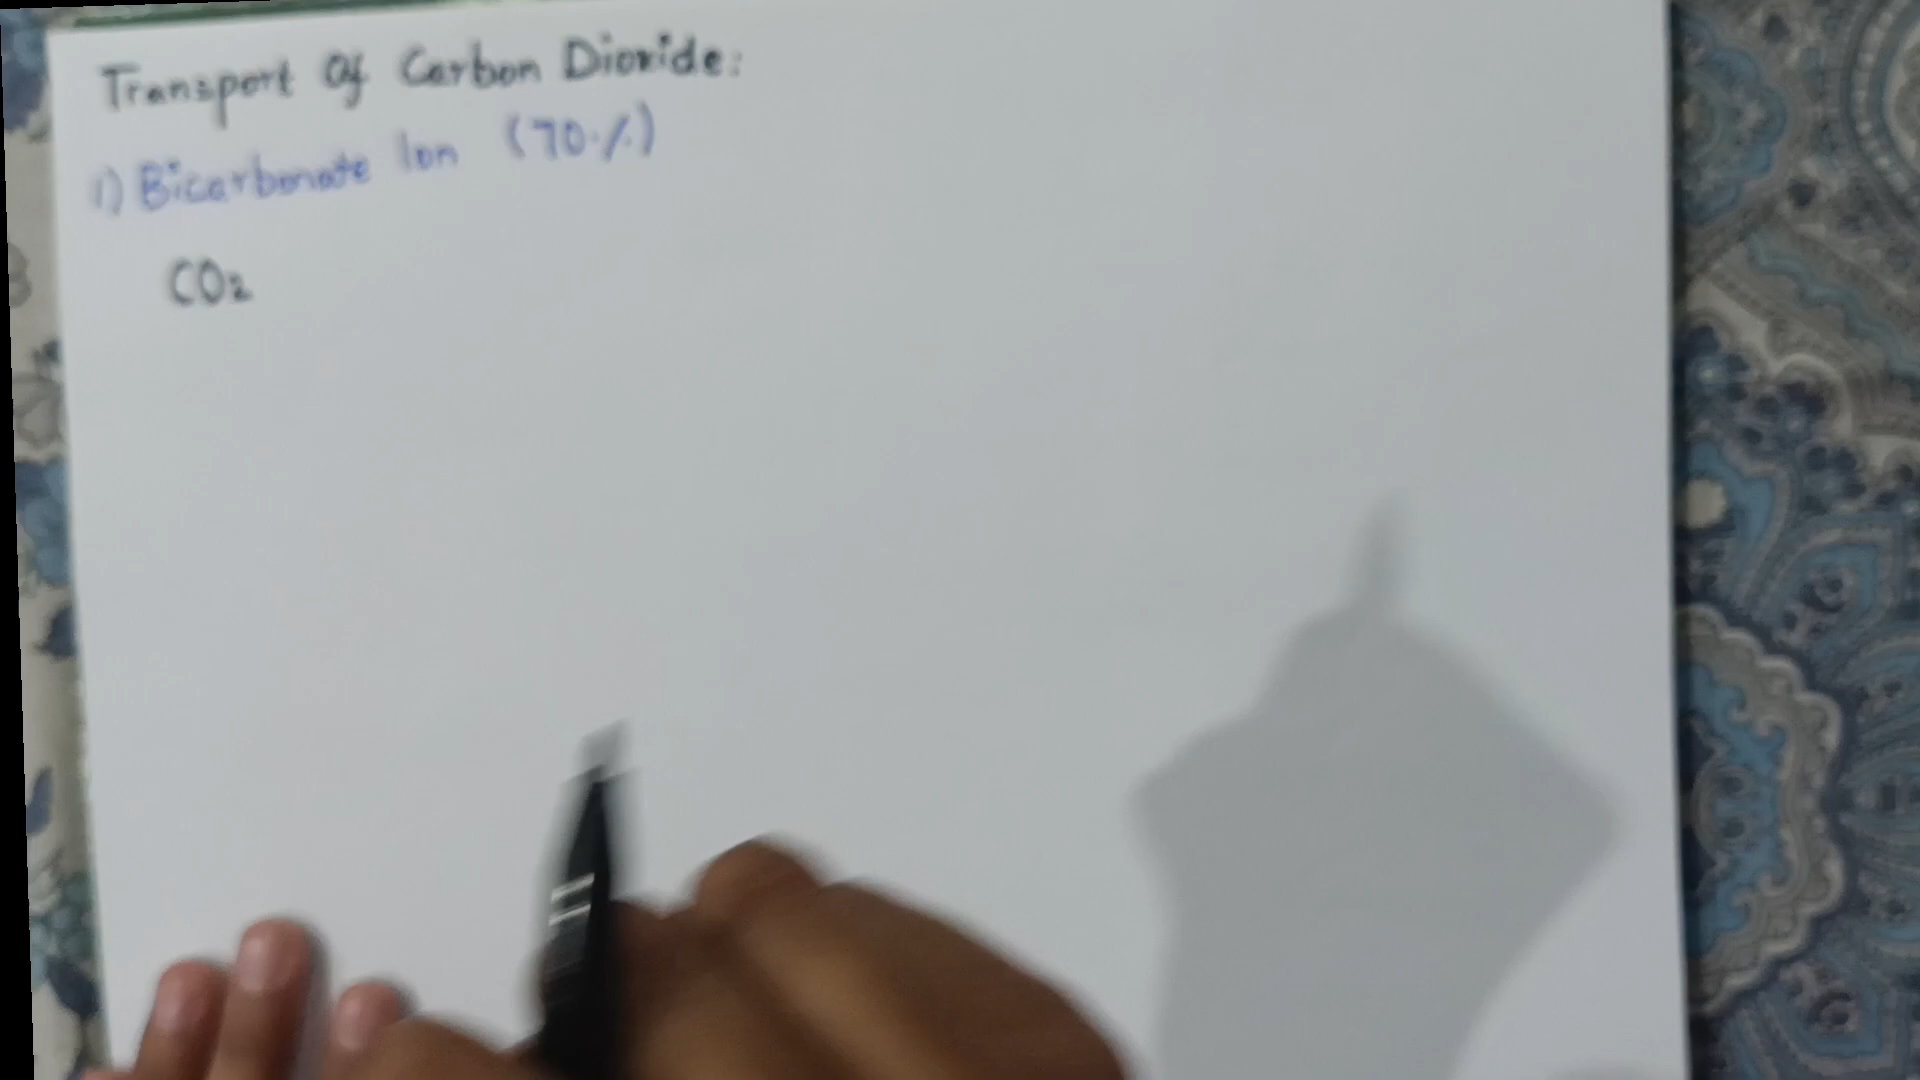 Transport Of Carbon Dioxide:
1) Bicarbonate Ion (70%)
CO₂